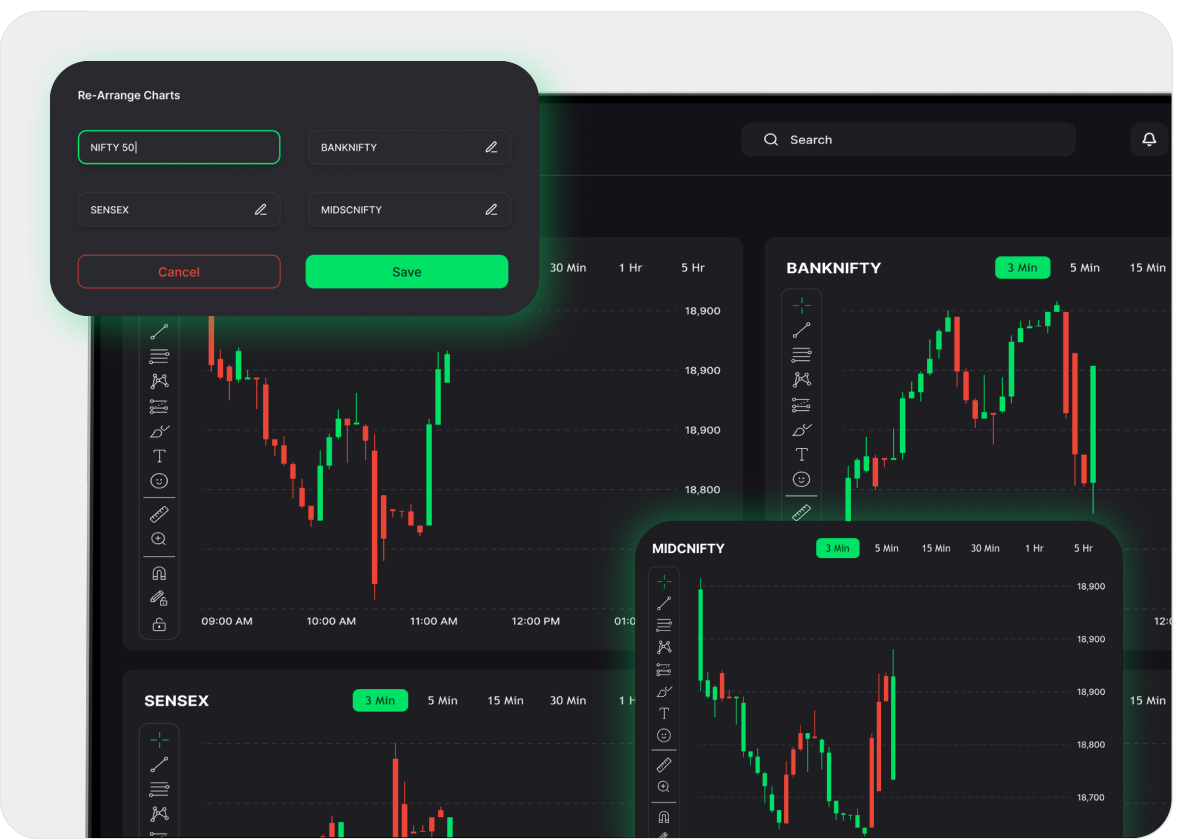 Re-Arrange Charts
NIFTY 50
BANKNIFTY
SENSEX
MIDSCNIFTY
Cancel
Save
Search
30 Min 1 Hr 5 Hr
18,900
18,900
18,900
18,800
T
09:00 AM 10:00 AM 11:00 AM 12:00 PM
BANKNIFTY 3 Min 5 Min 15 Min
T
SENSEX 3 Min 5 Min 15 Min 30 Min
15 Min
MIDCNIFTY 3 Min 5 Min 15 Min 30 Min 1 Hr 5 Hr
18,900
18,900
18,900
18,800
18,700
T